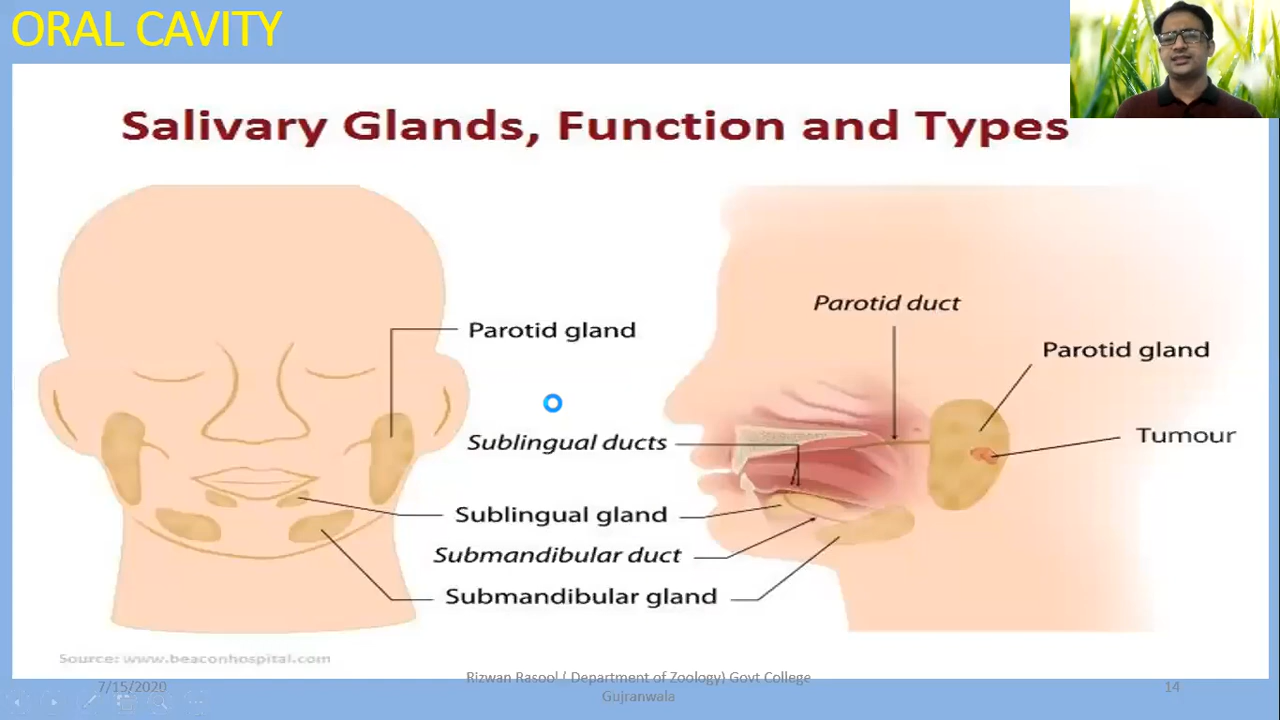 ORAL CAVITY
Salivary Glands, Function and Types
Parotid duct
Parotid gland
Parotid gland
Tumour
Sublingual ducts
Sublingual gland
Submandibular duct
Submandibular gland
Source: www.beaconhospital.com
7/15/2020
Rizwan Rasool ( Department of Zoology) Govt College
Gujranwala
14